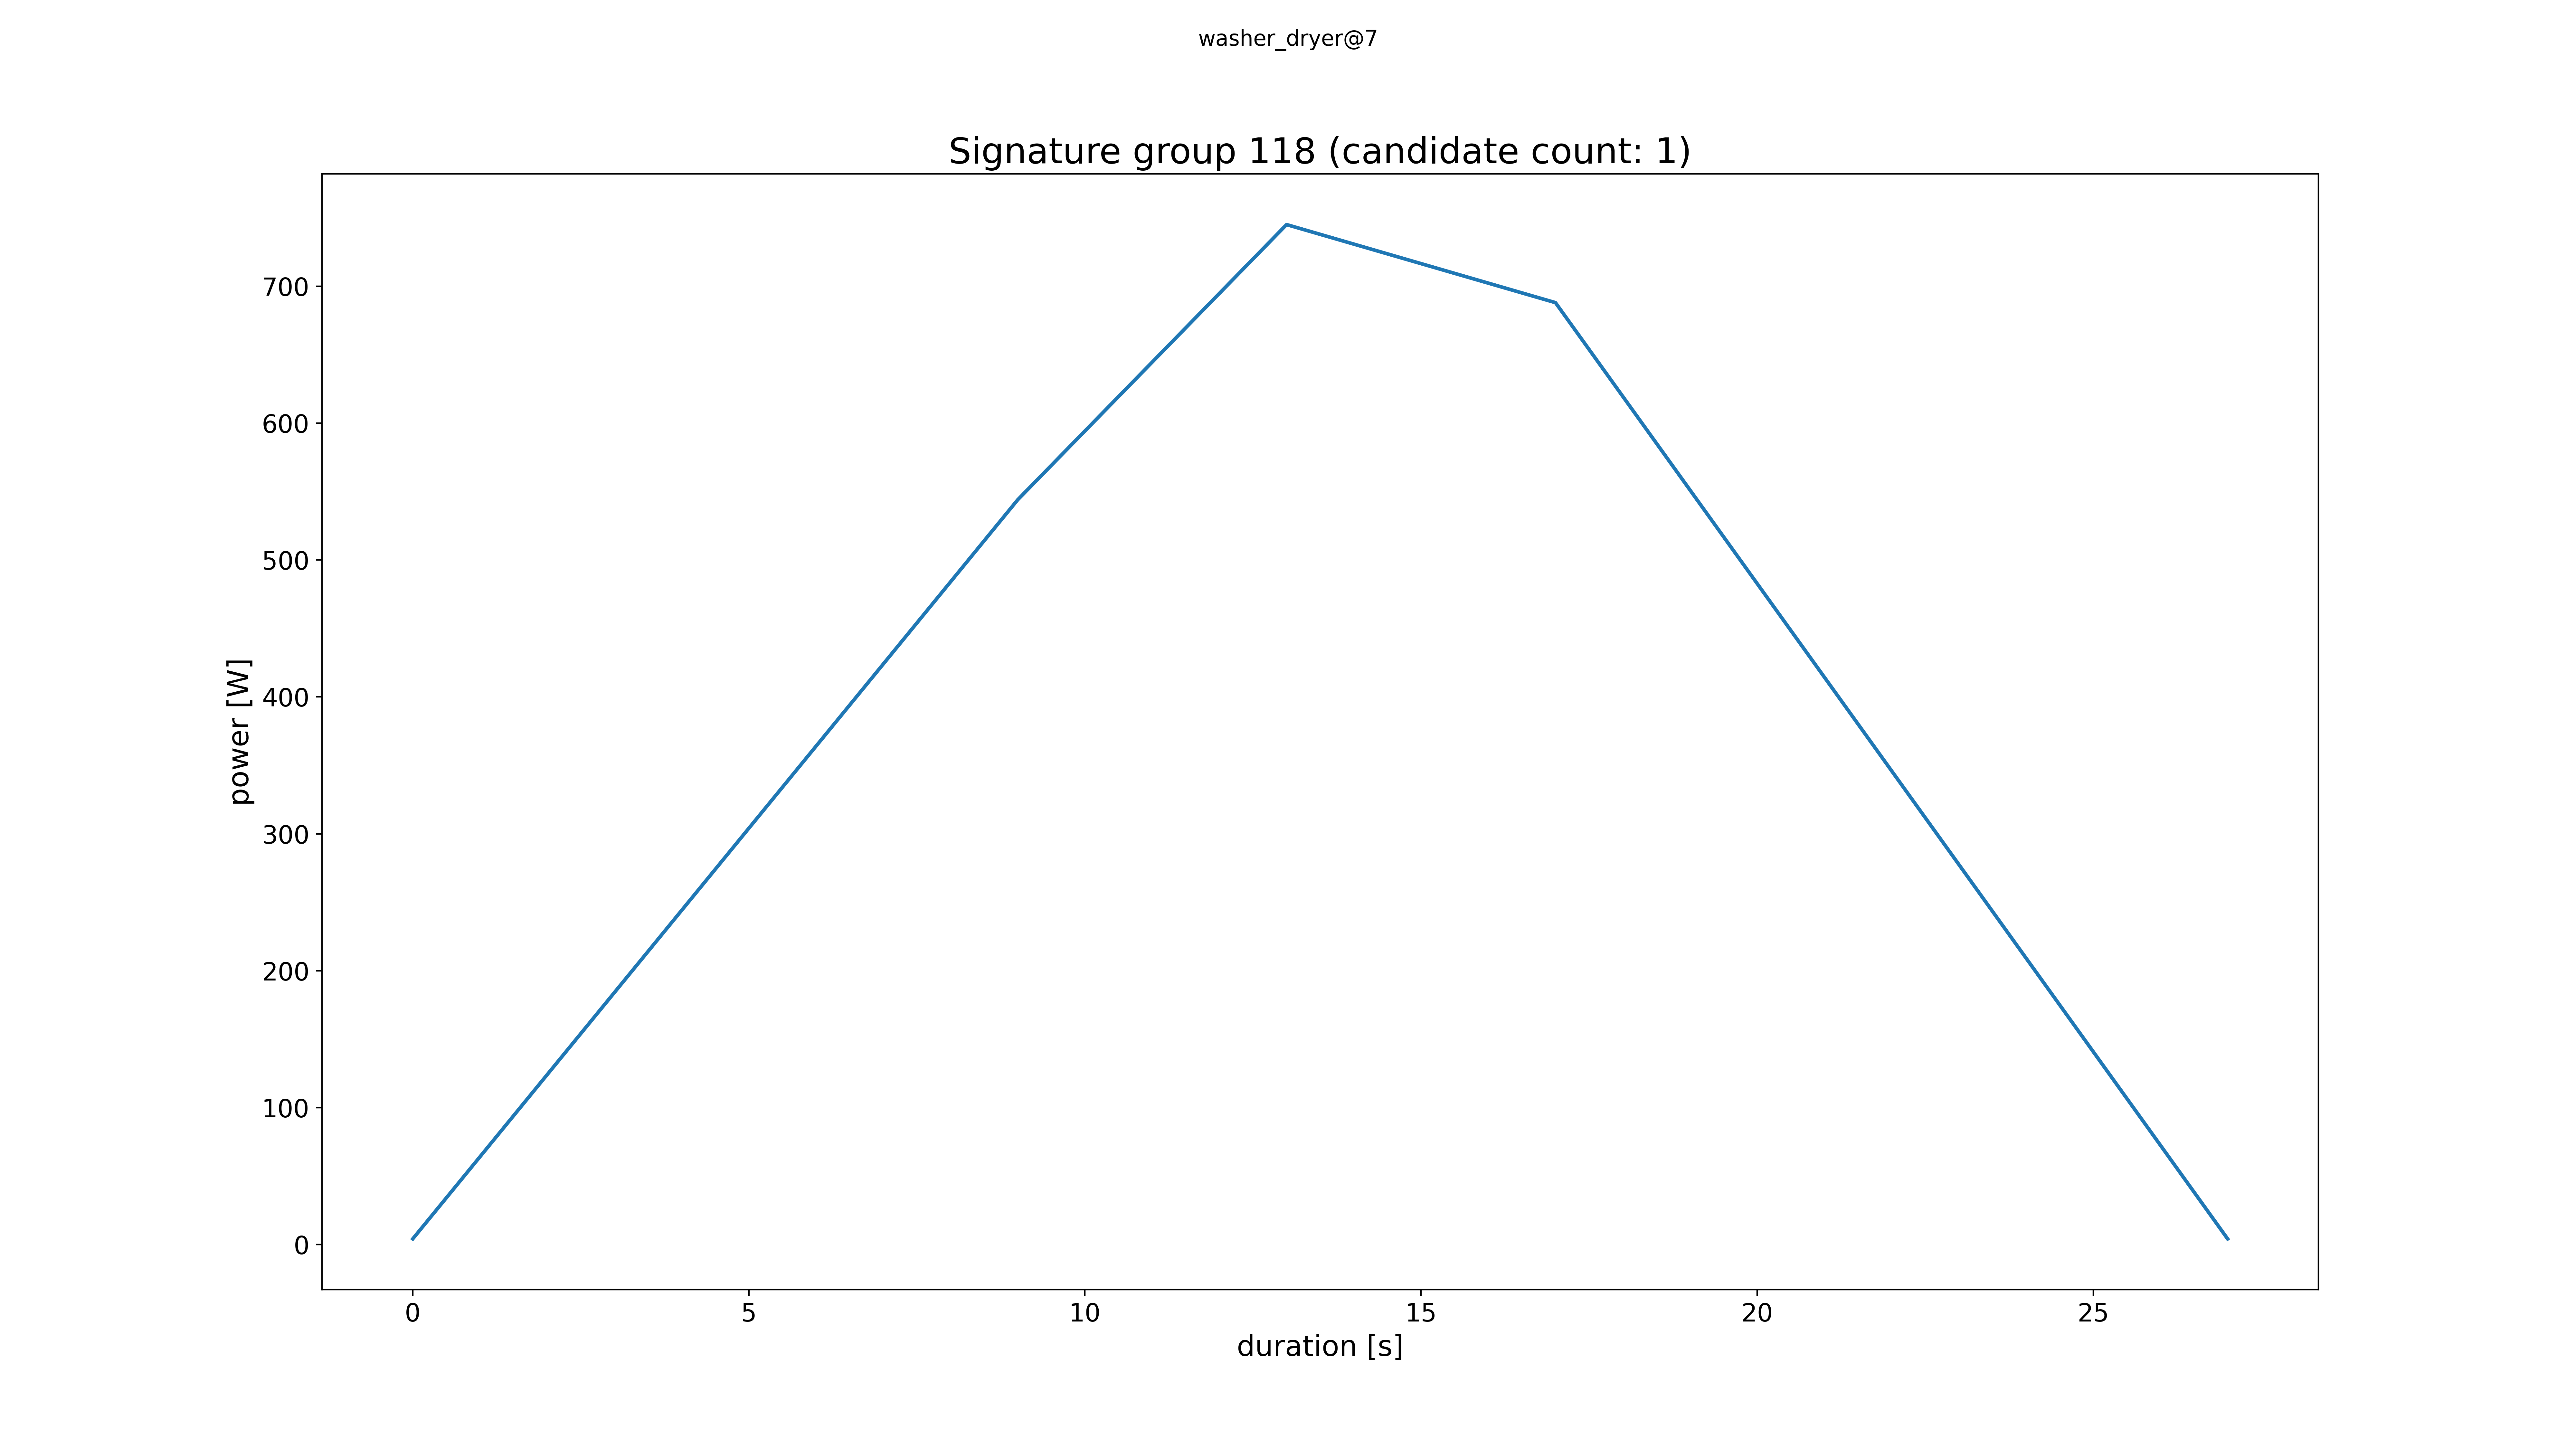 washer_dryer@7
Signature group 118 (candidate count: 1)
power [W]
700
600
500
400
300
200
100
0
0 5 10 15 20 25
duration [s]